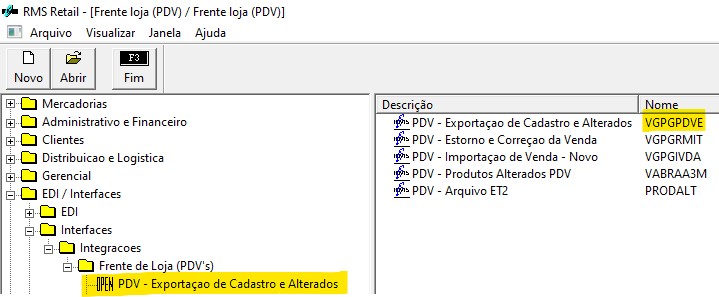 RMS Retail - [Frente loja (PDV) / Frente loja (PDV)]
Arquivo Visualizar Janela Ajuda
F3
Novo Abrir Fim
Mercadorias
Administrativo e Financeiro
Clientes
Distribuicao e Logistica
Gerencial
EDI / Interfaces
EDI
Interfaces
Integracoes
Frente de Loja (PDV's)
OPEN PDV - Exportaçao de Cadastro e Alterados
Descrição Nome
PDV - Exportaçao de Cadastro e Alterados VGPGPDVE
PDV - Estorno e Correçao da Venda VGPGRMIT
PDV - Importaçao de Venda - Novo VGPGIVDA
PDV - Produtos Alterados PDV VABRAA3M
PDV - Arquivo ET2 PRODALT